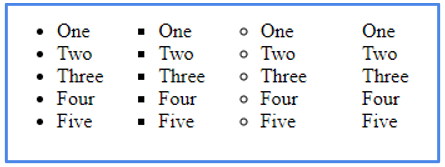 • One ▪ One ○ One One
• Two ▪ Two ○ Two Two
• Three ▪ Three ○ Three Three
• Four ▪ Four ○ Four Four
• Five ▪ Five ○ Five Five